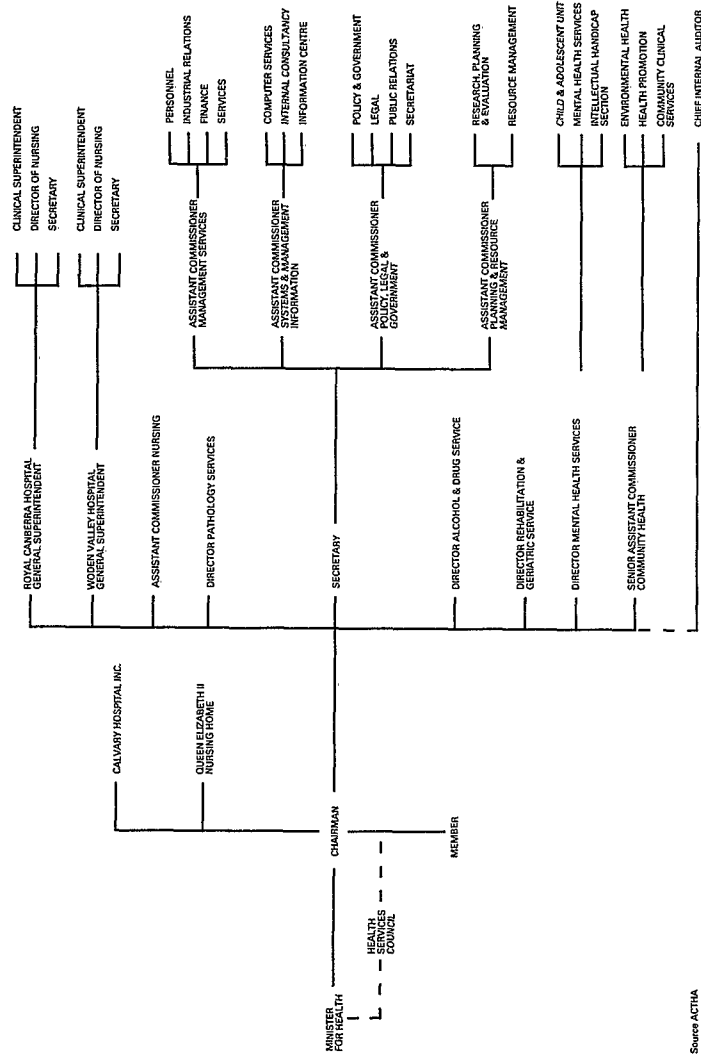 MINISTER
FOR HEALTH
HEALTH
SERVICES
COUNCIL
CHAIRMAN
MEMBER
CALVARY HOSPITAL INC.
QUEEN ELIZABETH II
NURSING HOME
ROYAL CANBERRA HOSPITAL
GENERAL SUPERINTENDENT
CLINICAL SUPERINTENDENT
DIRECTOR OF NURSING
SECRETARY
WODEN VALLEY HOSPITAL
GENERAL SUPERINTENDENT
CLINICAL SUPERINTENDENT
DIRECTOR OF NURSING
SECRETARY
ASSISTANT COMMISSIONER NURSING
DIRECTOR PATHOLOGY SERVICES
SECRETARY
ASSISTANT COMMISSIONER
MANAGEMENT SERVICES
PERSONNEL
INDUSTRIAL RELATIONS
FINANCE
SERVICES
ASSISTANT COMMISSIONER
SYSTEMS & MANAGEMENT
INFORMATION
COMPUTER SERVICES
INTERNAL CONSULTANCY
INFORMATION CENTRE
ASSISTANT COMMISSIONER
POLICY, LEGAL &
GOVERNMENT
POLICY & GOVERNMENT
LEGAL
PUBLIC RELATIONS
SECRETARIAT
ASSISTANT COMMISSIONER
PLANNING & RESOURCE
MANAGEMENT
RESEARCH, PLANNING
& EVALUATION
RESOURCE MANAGEMENT
DIRECTOR ALCOHOL & DRUG SERVICE
DIRECTOR REHABILITATION &
GERIATRIC SERVICE
DIRECTOR MENTAL HEALTH SERVICES
CHILD & ADOLESCENT UNIT
MENTAL HEALTH SERVICES
INTELLECTUAL HANDICAP
SECTION
SENIOR ASSISTANT COMMISSIONER
COMMUNITY HEALTH
ENVIRONMENTAL HEALTH
HEALTH PROMOTION
COMMUNITY CLINICAL
SERVICES
CHIEF INTERNAL AUDITOR
Source ACTHA